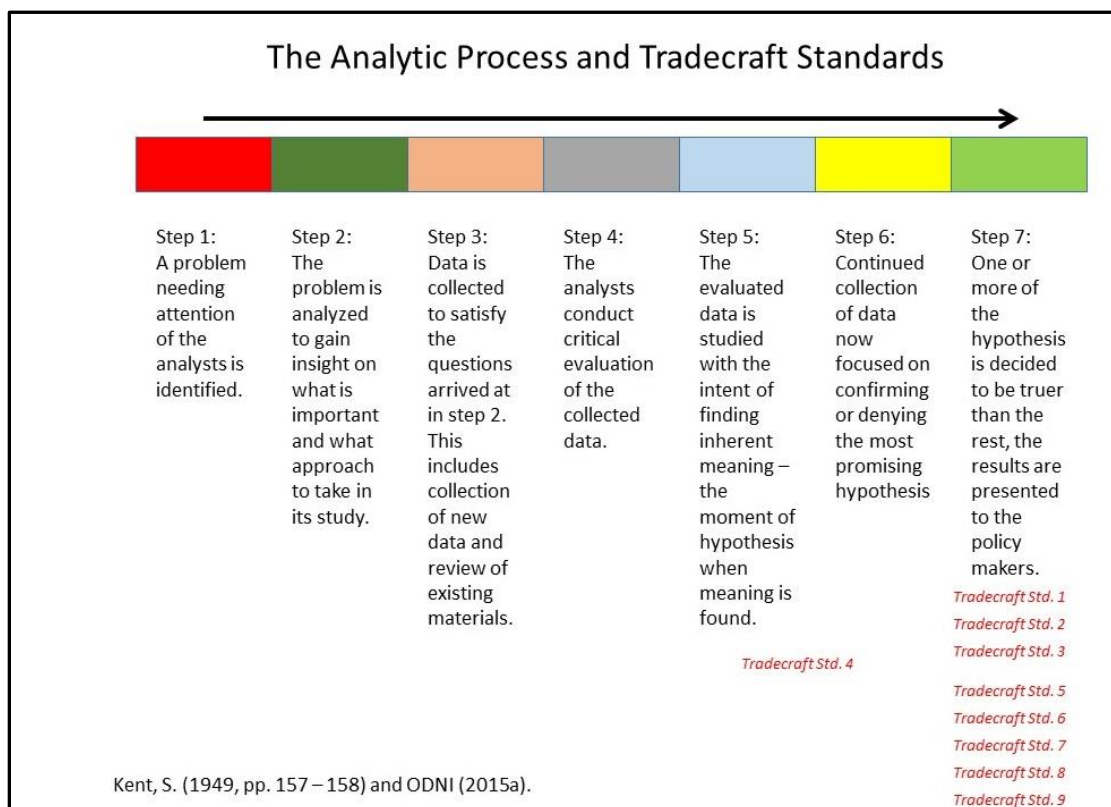 The Analytic Process and Tradecraft Standards
Step 1:
A problem
needing
attention
of the
analysts is
identified.
Step 2:
The
problem is
analyzed
to gain
insight on
what is
important
and what
approach
to take in
its study.
Step 3:
Data is
collected
to satisfy
the
questions
arrived at
in step 2.
This
includes
collection
of new
data and
review of
existing
materials.
Step 4:
The
analysts
conduct
critical
evaluation
of the
collected
data.
Step 5:
The
evaluated
data is
studied
with the
intent of
finding
inherent
meaning –
the
moment of
hypothesis
when
meaning is
found.
Tradecraft Std. 4
Step 6:
Continued
collection
of data
now
focused on
confirming
or denying
the most
promising
hypothesis
Step 7:
One or
more of
the
hypothesis
is decided
to be truer
than the
rest, the
results are
presented
to the
policy
makers.
Tradecraft Std. 1
Tradecraft Std. 2
Tradecraft Std. 3
Tradecraft Std. 5
Tradecraft Std. 6
Tradecraft Std. 7
Tradecraft Std. 8
Tradecraft Std. 9
Kent, S. (1949, pp. 157 – 158) and ODNI (2015a).